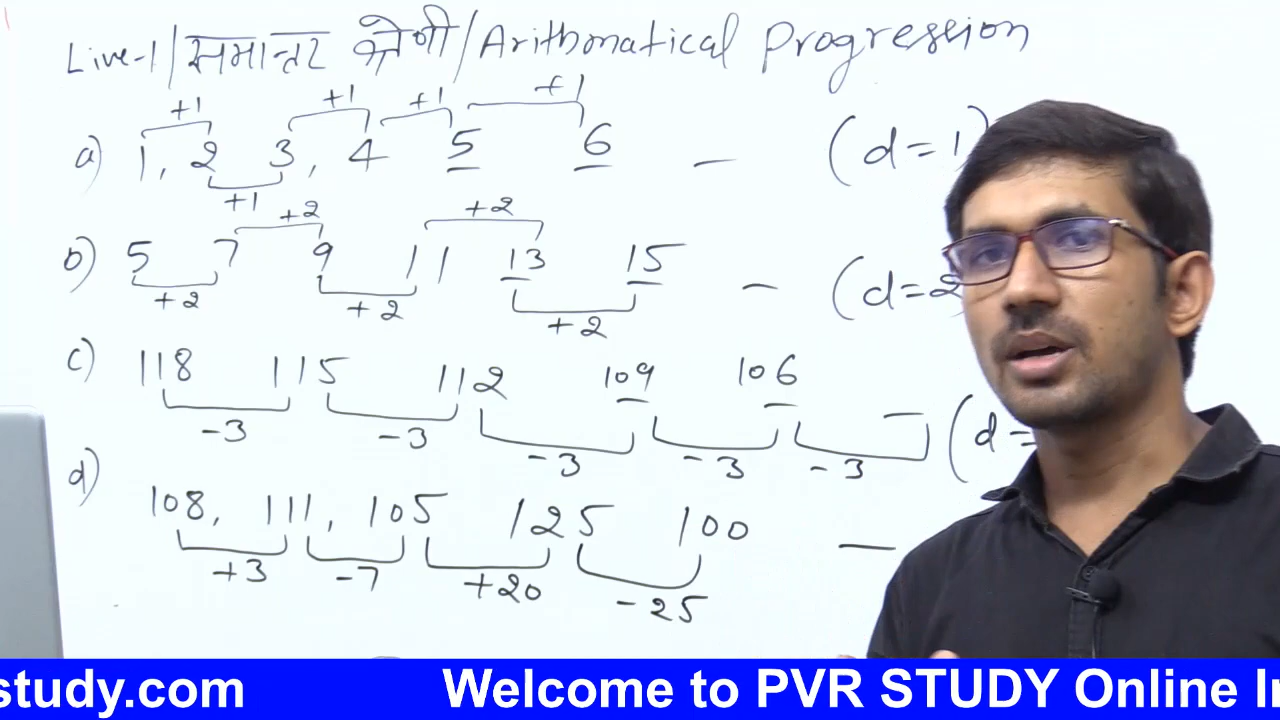 Live-1/समान्तर श्रेणी/Arithmatical Progression
+1 +1 +1 +1
a) 1, 2 3, 4 5 6 — (d=1)
+1
+2 +2
b) 5 7 9 11 13 15 — (d=2
+2 +2 +2
c) 118 115 112 109 106 — (d=
-3 -3 -3 -3 -3
d) 108, 111, 105 125 100 —
+3 -7 +20 -25
study.com Welcome to PVR STUDY Online In